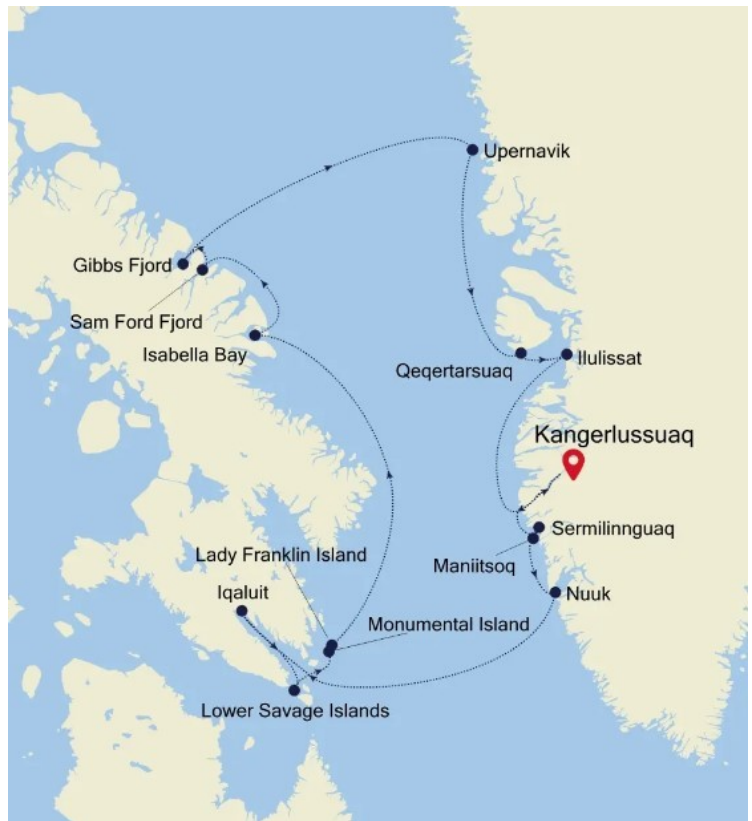 Upernavik
Gibbs Fjord
Sam Ford Fjord
Isabella Bay
Qeqertarsuaq
Ilulissat
Kangerlussuaq
Sermilinnguaq
Maniitsoq
Lady Franklin Island
Iqaluit
Nuuk
Monumental Island
Lower Savage Islands